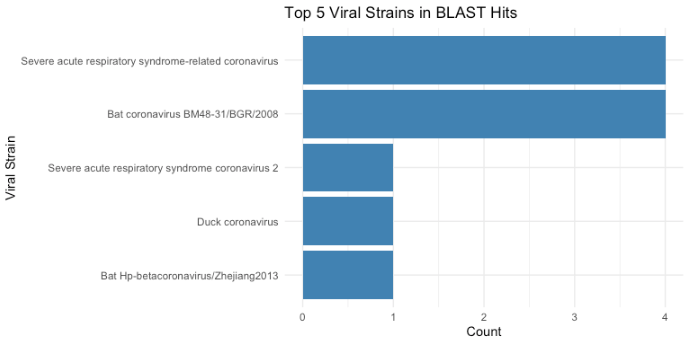 Top 5 Viral Strains in BLAST Hits
Viral Strain
Severe acute respiratory syndrome-related coronavirus
Bat coronavirus BM48-31/BGR/2008
Severe acute respiratory syndrome coronavirus 2
Duck coronavirus
Bat Hp-betacoronavirus/Zhejiang2013
0 1 2 3 4
Count